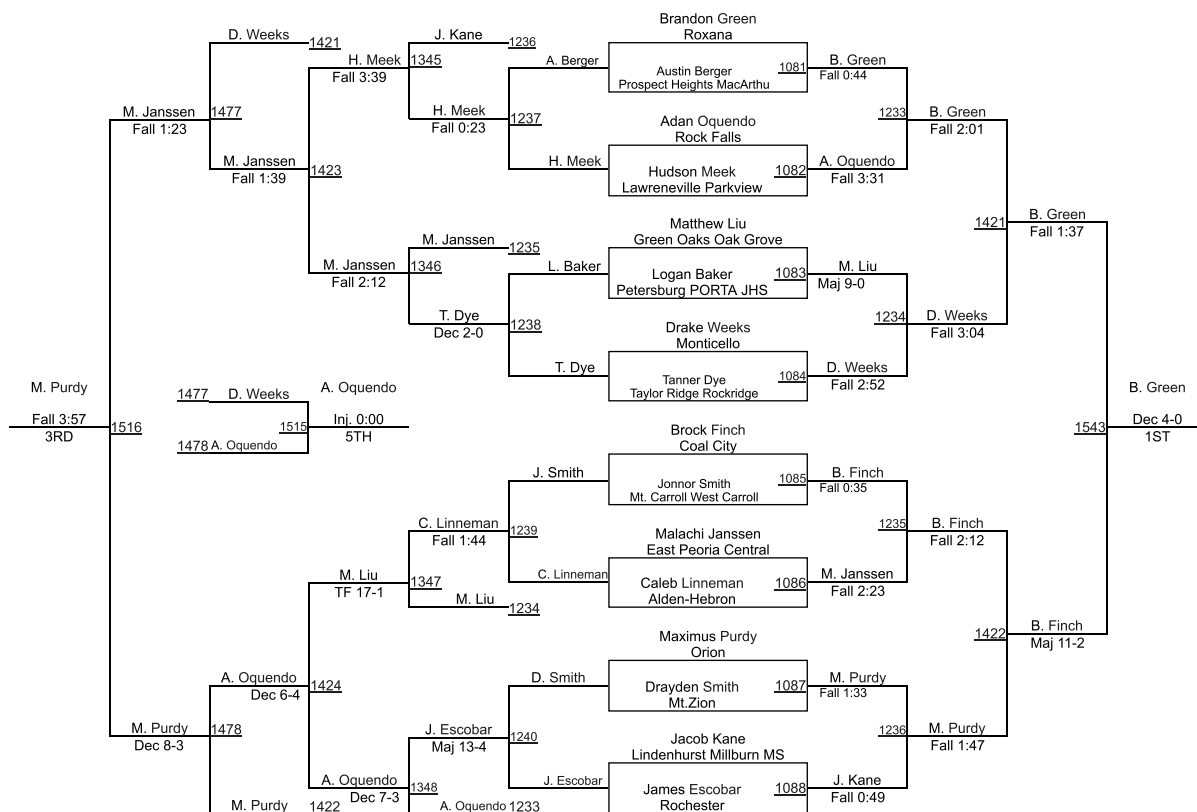 Brandon Green
Roxana
D. Weeks
1421
J. Kane
1236
H. Meek
1345
Fall 3:39
A. Berger
Austin Berger
1081
Prospect Heights MacArthu
B. Green
Fall 0:44
M. Janssen
1477
Fall 1:23
H. Meek
1237
Fall 0:23
Adan Oquendo
Rock Falls
1233
B. Green
Fall 2:01
M. Janssen
1423
Fall 1:39
H. Meek
Hudson Meek
1082
Lawreneville Parkview
A. Oquendo
Fall 3:31
Matthew Liu
Green Oaks Oak Grove
1421
B. Green
Fall 1:37
M. Janssen
1235
M. Janssen
1346
Fall 2:12
L. Baker
Logan Baker
1083
Petersburg PORTA JHS
M. Liu
Maj 9-0
T. Dye
1238
Dec 2-0
Drake Weeks
Monticello
1234
D. Weeks
Fall 3:04
T. Dye
Tanner Dye
1084
Taylor Ridge Rockridge
D. Weeks
Fall 2:52
M. Purdy
Fall 3:57
3RD
1516
1477
D. Weeks
1515
1478
A. Oquendo
A. Oquendo
Inj. 0:00
5TH
1543
B. Green
Dec 4-0
1ST
Brock Finch
Coal City
J. Smith
Jonnor Smith
1085
Mt. Carroll West Carroll
B. Finch
Fall 0:35
C. Linneman
1239
Fall 1:44
Malachi Janssen
East Peoria Central
1235
B. Finch
Fall 2:12
M. Liu
1347
TF 17-1
C. Linneman
Caleb Linneman
1086
Alden-Hebron
M. Janssen
Fall 2:23
M. Liu
1234
Maximus Purdy
Orion
1422
B. Finch
Maj 11-2
A. Oquendo
1424
Dec 6-4
D. Smith
Drayden Smith
1087
Mt.Zion
M. Purdy
Fall 1:33
M. Purdy
1478
Dec 8-3
J. Escobar
1240
Maj 13-4
Jacob Kane
Lindenhurst Millburn MS
1236
M. Purdy
Fall 1:47
A. Oquendo
1348
Dec 7-3
J. Escobar
James Escobar
1088
Rochester
J. Kane
Fall 0:49
M. Purdy
1422
A. Oquendo
1233